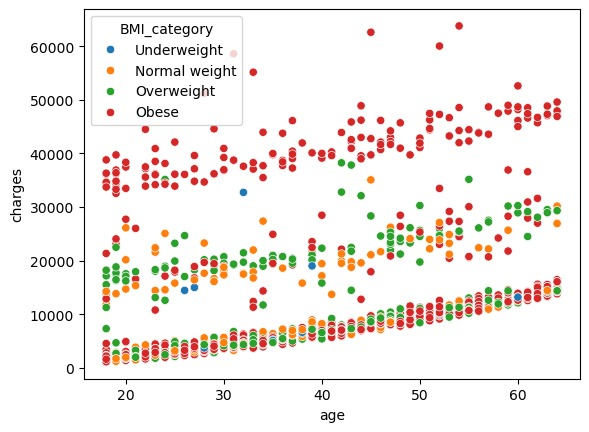 BMI_category
Underweight
Normal weight
Overweight
Obese
60000
50000
40000
30000
20000
10000
0
charges
20 30 40 50 60
age